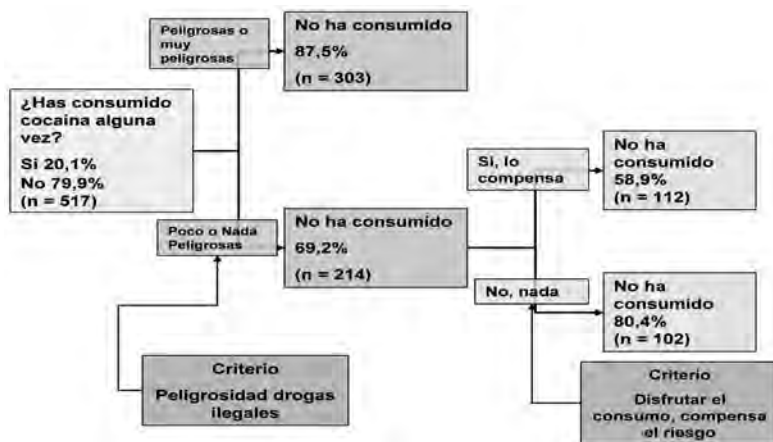 Peligrosas o
muy
peligrosas
No ha consumido
87,5%
(n = 303)
¿Has consumido
cocaina alguna
vez?
Si 20,1%
No 79,9%
(n = 517)
Poco o Nada
Peligrosas
No ha consumido
69,2%
(n = 214)
Si, lo
compensa
No ha
consumido
58,9%
(n = 112)
No, nada
No ha
consumido
80,4%
(n = 102)
Criterio
Peligrosidad drogas
ilegales
Criterio
Disfrutar el
consumo, compensa
el riesgo